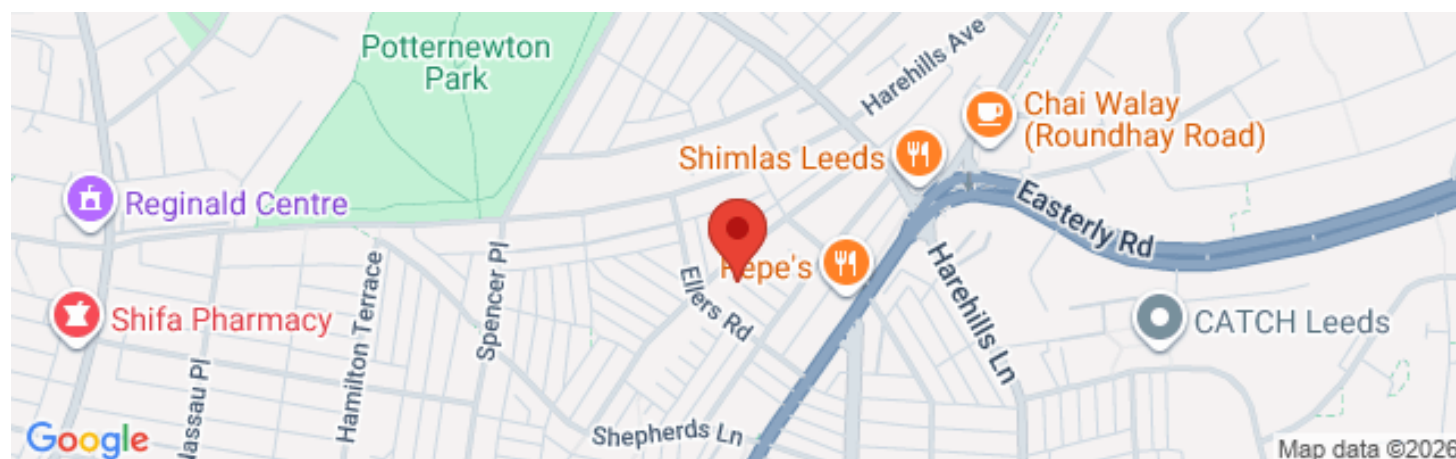 Potternewton
Park
Harehills Ave
Chai Walay
(Roundhay Road)
Shimlas Leeds
Reginald Centre
Easterly Rd
Pepe's
Ellers Rd
Spencer Pl
Hamilton Terrace
Harehills Ln
Shifa Pharmacy
CATCH Leeds
Nassau Pl
Shepherds Ln
Google
Map data ©2026